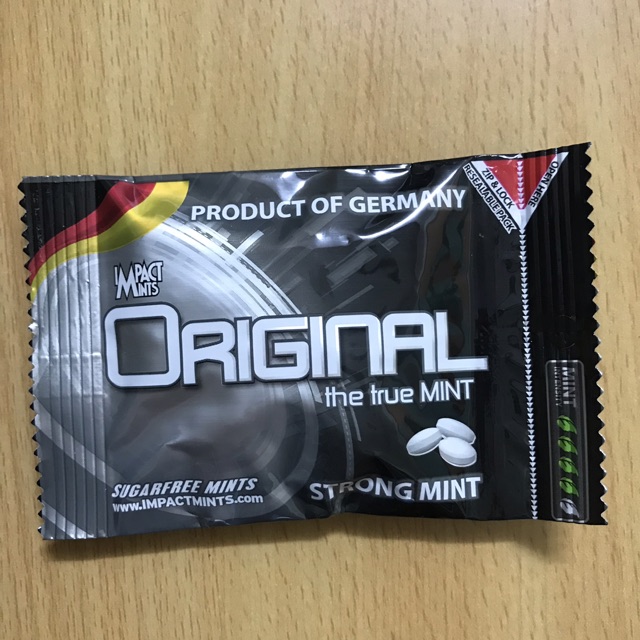 PRODUCT OF GERMANY
ZIP & LOCK
RESEALABLE PACK
OPEN HERE
IMPACT
MINTS
ORIGINAL
the true MINT
SUGARFREE MINTS
www.IMPACTMINTS.com
STRONG MINT
MINT